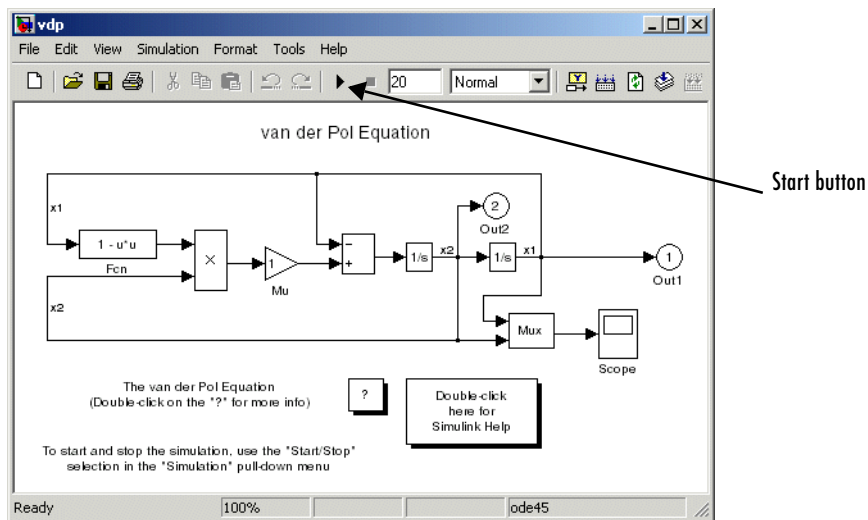 vdp
File Edit View Simulation Format Tools Help
20 Normal
van der Pol Equation
Start button
x1
1 - u*u
Fcn
×
1
Mu
−
+
1/s
x2
1/s
x1
2
Out2
1
Out1
x2
Mux
Scope
The van der Pol Equation
(Double-click on the "?" for more info)
?
Double-click
here for
Simulink Help
To start and stop the simulation, use the "Start/Stop"
selection in the "Simulation" pull-down menu
Ready 100% ode45